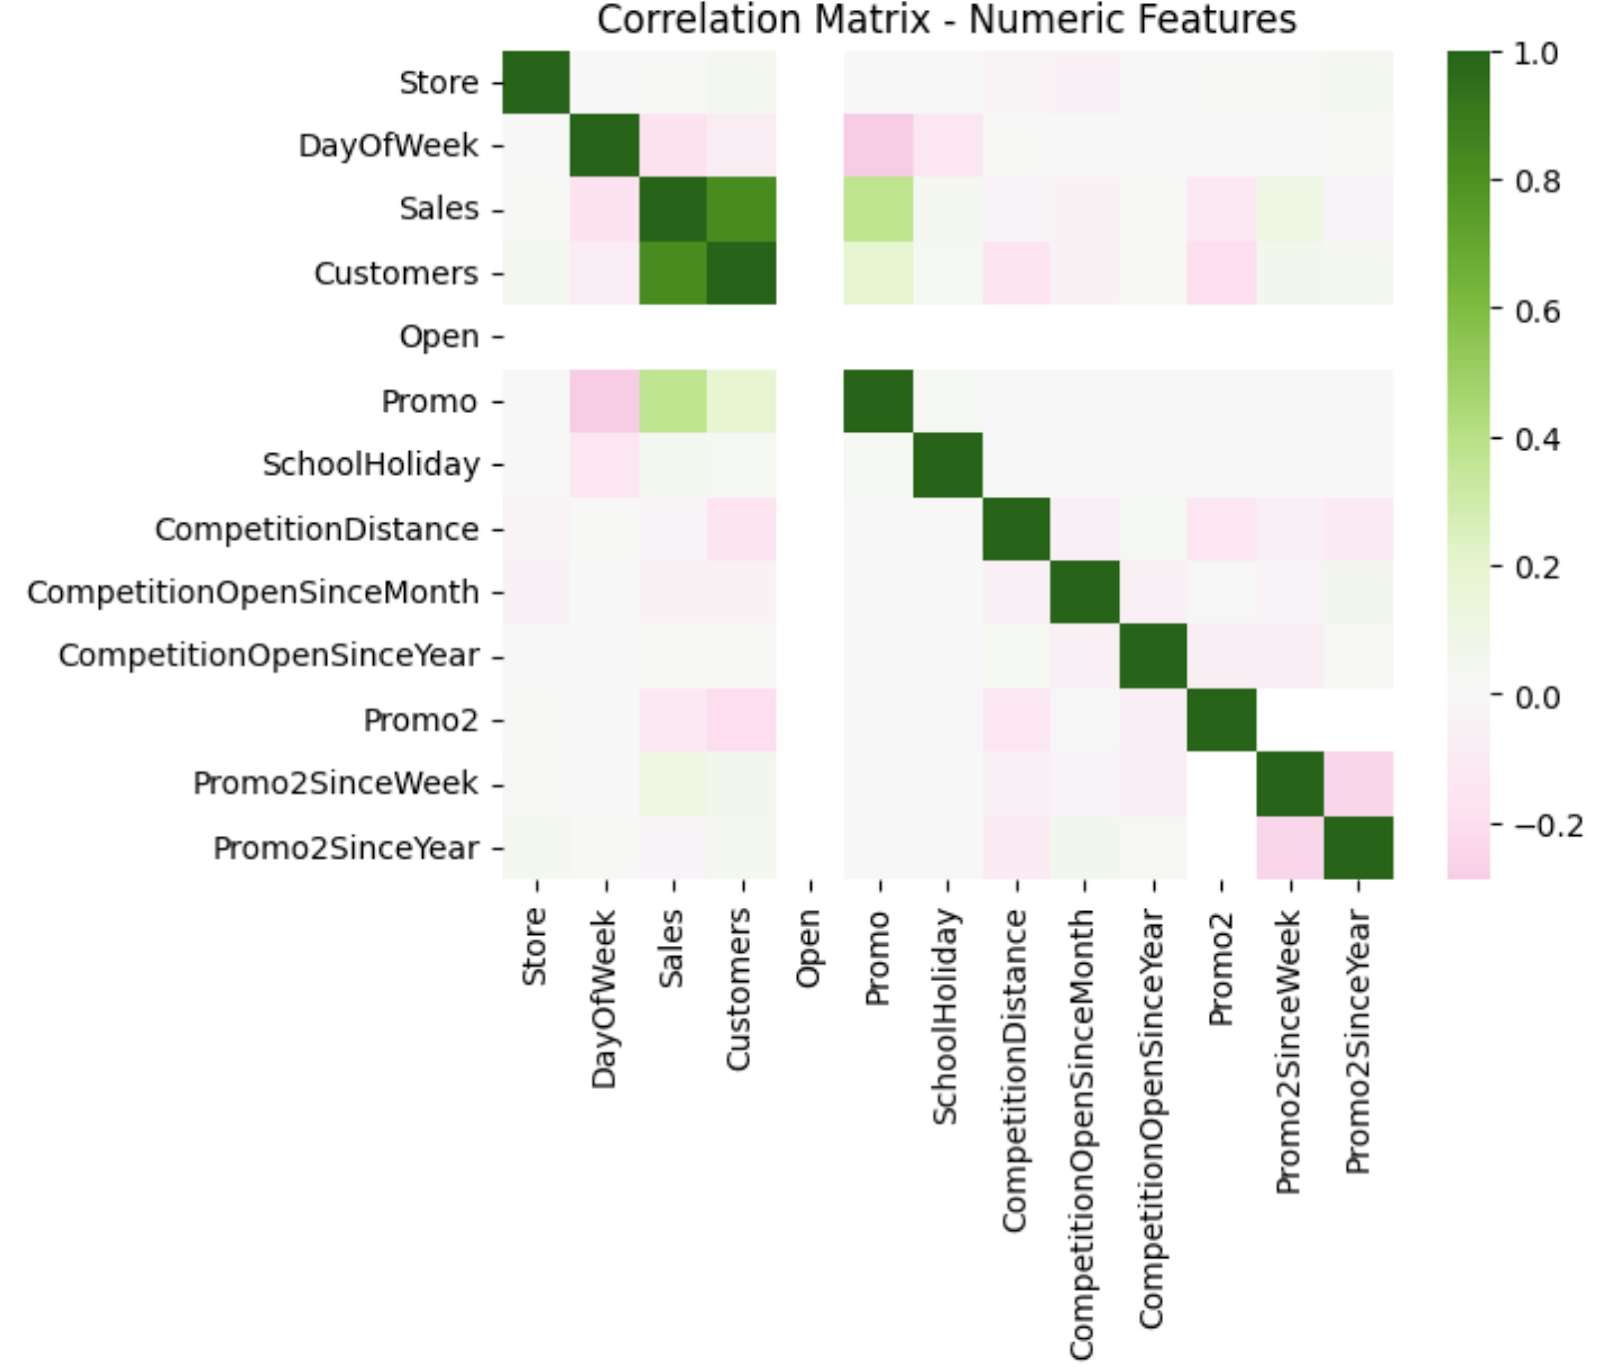 Correlation Matrix - Numeric Features
Store
DayOfWeek
Sales
Customers
Open
Promo
SchoolHoliday
CompetitionDistance
CompetitionOpenSinceMonth
CompetitionOpenSinceYear
Promo2
Promo2SinceWeek
Promo2SinceYear
Store
DayOfWeek
Sales
Customers
Open
Promo
SchoolHoliday
CompetitionDistance
CompetitionOpenSinceMonth
CompetitionOpenSinceYear
Promo2
Promo2SinceWeek
Promo2SinceYear
1.0
0.8
0.6
0.4
0.2
0.0
−0.2